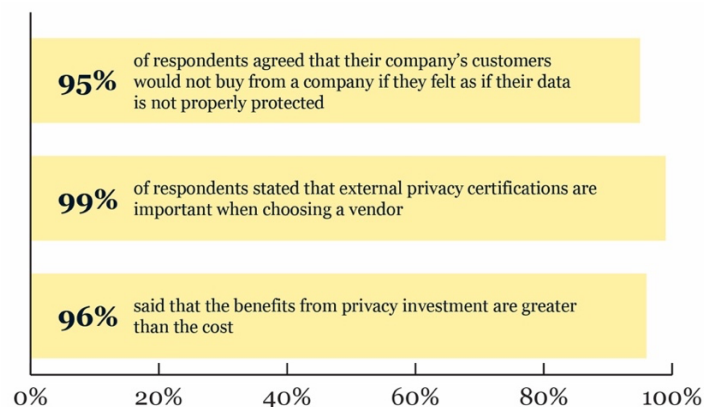 95%
of respondents agreed that their company’s customers
would not buy from a company if they felt as if their data
is not properly protected
99%
of respondents stated that external privacy certifications are
important when choosing a vendor
96%
said that the benefits from privacy investment are greater
than the cost
0% 20% 40% 60% 80% 100%